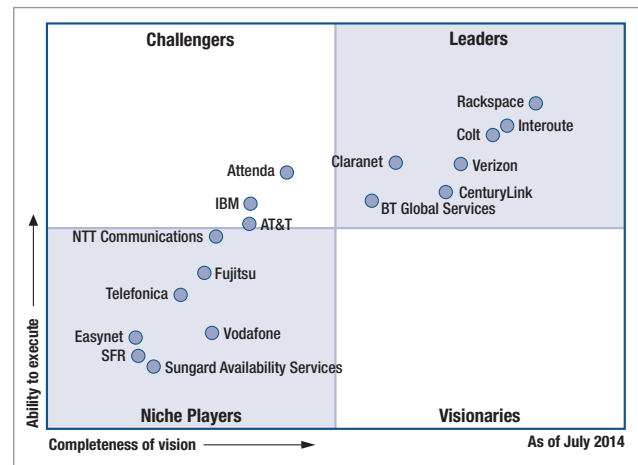 Challengers
Leaders
Rackspace
Interoute
Colt
Claranet
Verizon
Attenda
CenturyLink
IBM
BT Global Services
AT&T
NTT Communications
Fujitsu
Telefonica
Vodafone
Easynet
SFR
Sungard Availability Services
Niche Players
Visionaries
Ability to execute
Completeness of vision
As of July 2014